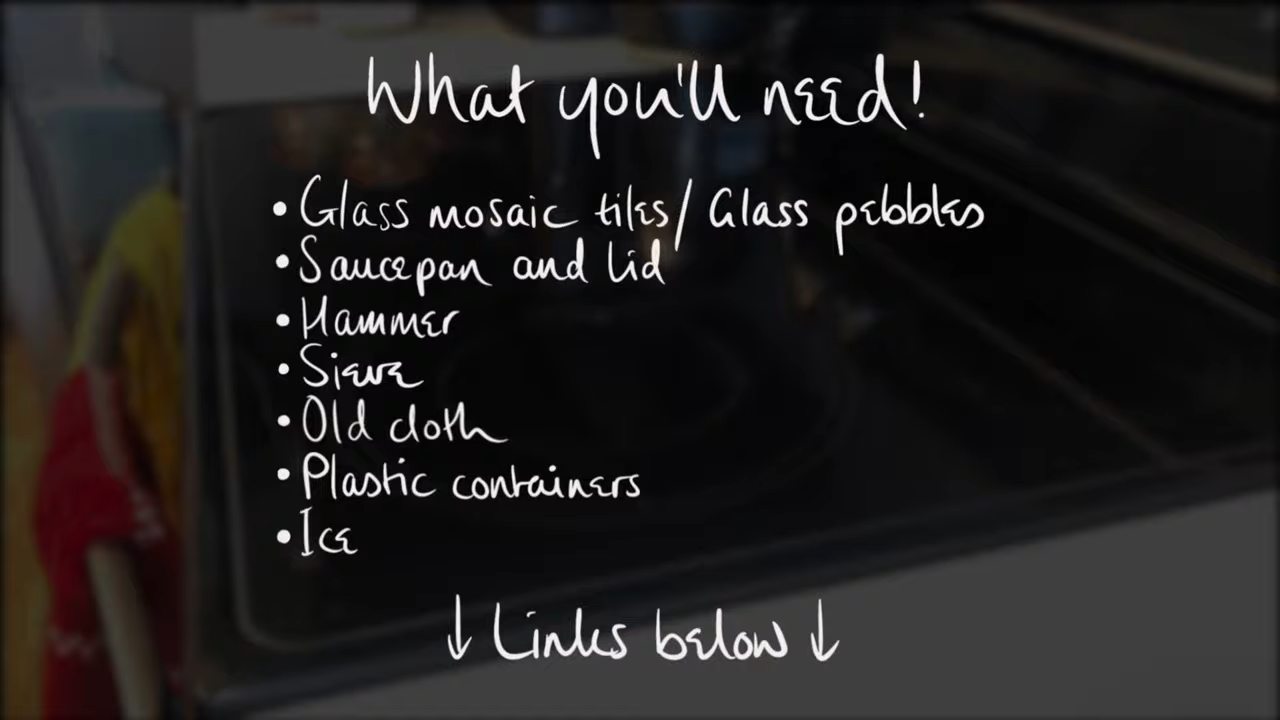 What you'll need!
• Glass mosaic tiles/ Glass pebbles
• Saucepan and lid
• Hammer
• Sieve
• Old cloth
• Plastic containers
• Ice
↓ Links below ↓